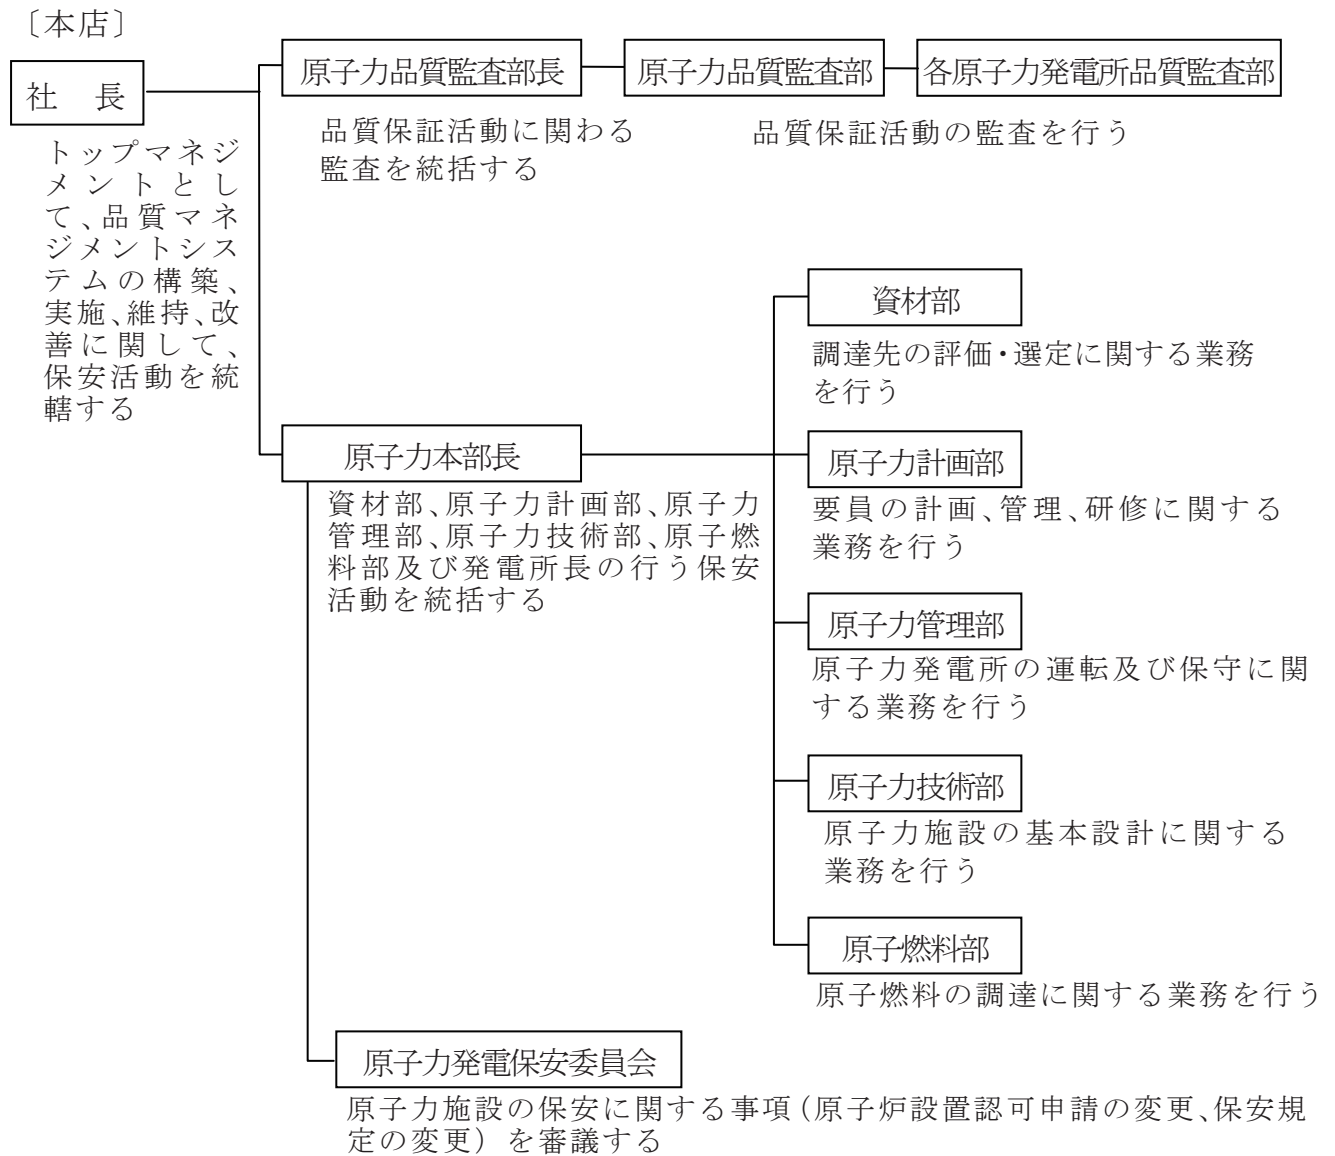 〔本店〕
社　長
トップマネジ
メントとし
て、品質マネ
ジメントシス
テムの構築、
実施、維持、改
善に関して、
保安活動を統
轄する
原子力品質監査部長
品質保証活動に関わる
監査を統括する
原子力品質監査部
各原子力発電所品質監査部
品質保証活動の監査を行う
原子力本部長
資材部、原子力計画部、原子力
管理部、原子力技術部、原子燃
料部及び発電所長の行う保安
活動を統括する
資材部
調達先の評価・選定に関する業務
を行う
原子力計画部
要員の計画、管理、研修に関する
業務を行う
原子力管理部
原子力発電所の運転及び保守に関
する業務を行う
原子力技術部
原子力施設の基本設計に関する
業務を行う
原子燃料部
原子燃料の調達に関する業務を行う
原子力発電保安委員会
原子力施設の保安に関する事項（原子炉設置認可申請の変更、保安規
定の変更）を審議する